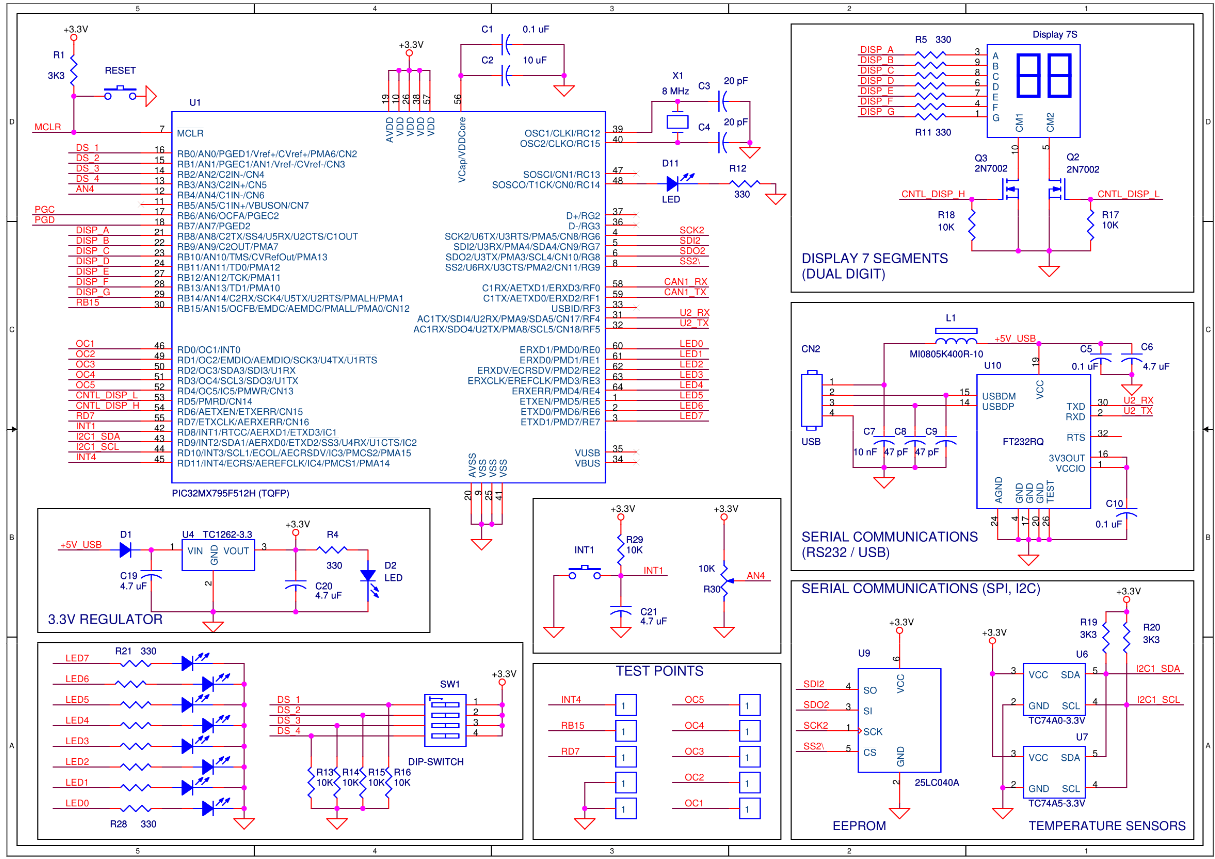 5
4
3
2
1
D
C
B
A
+3.3V
R1
3K3
RESET
MCLR
U1
7 MCLR
DS_1 16 RB0/AN0/PGED1/Vref+/CVref+/PMA6/CN2
DS_2 15 RB1/AN1/PGEC1/AN1/Vref-/CVref-/CN3
DS_3 14 RB2/AN2/C2IN-/CN4
DS_4 13 RB3/AN3/C2IN+/CN5
AN4 12 RB4/AN4/C1IN-/CN6
11 RB5/AN5/C1IN+/VBUSON/CN7
PGC 17 RB6/AN6/OCFA/PGEC2
PGD 18 RB7/AN7/PGED2
DISP_A 21 RB8/AN8/C2TX/SS4/U5RX/U2CTS/C1OUT
DISP_B 22 RB9/AN9/C2OUT/PMA7
DISP_C 23 RB10/AN10/TMS/CVRefOut/PMA13
DISP_D 24 RB11/AN11/TD0/PMA12
DISP_E 27 RB12/AN12/TCK/PMA11
DISP_F 28 RB13/AN13/TD1/PMA10
DISP_G 29 RB14/AN14/C2RX/SCK4/U5TX/U2RTS/PMALH/PMA1
RB15 30 RB15/AN15/OCFB/EMDC/AEMDC/PMALL/PMA0/CN12
OC1 46 RD0/OC1/INT0
OC2 49 RD1/OC2/EMDIO/AEMDIO/SCK3/U4TX/U1RTS
OC3 50 RD2/OC3/SDA3/SDI3/U1RX
OC4 51 RD3/OC4/SCL3/SDO3/U1TX
OC5 52 RD4/OC5/IC5/PMWR/CN13
CNTL_DISP_L 53 RD5/PMRD/CN14
CNTL_DISP_H 54 RD6/AETXEN/ETXERR/CN15
RD7 55 RD7/ETXCLK/AERXERR/CN16
INT1 42 RD8/INT1/RTCC/AERXD1/ETXD3/IC1
I2C1_SDA 43 RD9/INT2/SDA1/AERXD0/ETXD2/SS3/U4RX/U1CTS/IC2
I2C1_SCL 44 RD10/INT3/SCL1/ECOL/AECRSDV/IC3/PMCS2/PMA15
INT4 45 RD11/INT4/ECRS/AEREFCLK/IC4/PMCS1/PMA14
PIC32MX795F512H (TQFP)
+3.3V
19 10 26 38 57 56
AVDD VDD VDD VDD VDD VCap/VDDCore
C1 0.1 uF
C2 10 uF
X1
8 MHz
C3 20 pF
C4 20 pF
OSC1/CLKI/RC12 39
OSC2/CLKO/RC15 40
SOSCI/CN1/RC13 47
SOSCO/T1CK/CN0/RC14 48
D11
LED
R12
330
D+/RG2 37
D-/RG3 36
SCK2/U6TX/U3RTS/PMA5/CN8/RG6 4 SCK2
SDI2/U3RX/PMA4/SDA4/CN9/RG7 5 SDI2
SDO2/U3TX/PMA3/SCL4/CN10/RG8 6 SDO2
SS2/U6RX/U3CTS/PMA2/CN11/RG9 8 SS2\
C1RX/AETXD1/ERXD3/RF0 58 CAN1_RX
C1TX/AETXD0/ERXD2/RF1 59 CAN1_TX
USBID/RF3 33
AC1TX/SDI4/U2RX/PMA9/SDA5/CN17/RF4 31 U2_RX
AC1RX/SDO4/U2TX/PMA8/SCL5/CN18/RF5 32 U2_TX
ERXD1/PMD0/RE0 60 LED0
ERXD0/PMD1/RE1 61 LED1
ERXDV/ECRSDV/PMD2/RE2 62 LED2
ERXCLK/EREFCLK/PMD3/RE3 63 LED3
ERXERR/PMD4/RE4 64 LED4
ETXEN/PMD5/RE5 1 LED5
ETXD0/PMD6/RE6 2 LED6
ETXD1/PMD7/RE7 3 LED7
VUSB 35
VBUS 34
AVSS VSS VSS VSS
20 9 25 41
R5 330
DISP_A 3 A
DISP_B 9 B
DISP_C 8 C
DISP_D 6 D
DISP_E 7 E
DISP_F 4 F
DISP_G 1 G
R11 330
Display 7S
CM1 CM2
10 5
Q3
2N7002
Q2
2N7002
CNTL_DISP_H
CNTL_DISP_L
R18
10K
R17
10K
DISPLAY 7 SEGMENTS
(DUAL DIGIT)
CN2
1
2
3
4
USB
L1
MI0805K400R-10
+5V_USB
C5
0.1 uF
C6
4.7 uF
U10
19
VCC
15 USBDM
14 USBDP
TXD 30 U2_RX
RXD 2 U2_TX
RTS 32
FT232RQ
3V3OUT 16
VCCIO 1
AGND GND GND GND TEST
24 4 17 20 26
C7 C8 C9
10 nF 47 pF 47 pF
C10
0.1 uF
SERIAL COMMUNICATIONS
(RS232 / USB)
+5V_USB
D1
U4 TC1262-3.3
1 VIN VOUT 3
GND
2
C19
4.7 uF
+3.3V
R4
330
C20
4.7 uF
D2
LED
3.3V REGULATOR
+3.3V
R29
10K
INT1
INT1
C21
4.7 uF
+3.3V
10K
R30
AN4
LED7 R21 330
LED6
LED5
LED4
LED3
LED2
LED1
LED0
R28 330
DS_1
DS_2
DS_3
DS_4
SW1
1
2
3
4
+3.3V
DIP-SWITCH
R13 R14 R15 R16
10K 10K 10K 10K
TEST POINTS
INT4 1 OC5 1
RB15 1 OC4 1
RD7 1 OC3 1
1 OC2 1
1 OC1 1
SERIAL COMMUNICATIONS (SPI, I2C)
+3.3V
U9
6
VCC
SDI2 4 SO
SDO2 3 SI
SCK2 1 SCK
SS2\ 5 CS
GND
2
25LC040A
EEPROM
+3.3V
+3.3V
R19
3K3
R20
3K3
U6
3 VCC SDA 5 I2C1_SDA
2 GND SCL 4 I2C1_SCL
TC74A0-3.3V
U7
3 VCC SDA 5
2 GND SCL 4
TC74A5-3.3V
TEMPERATURE SENSORS
5
4
3
2
1
D
C
B
A